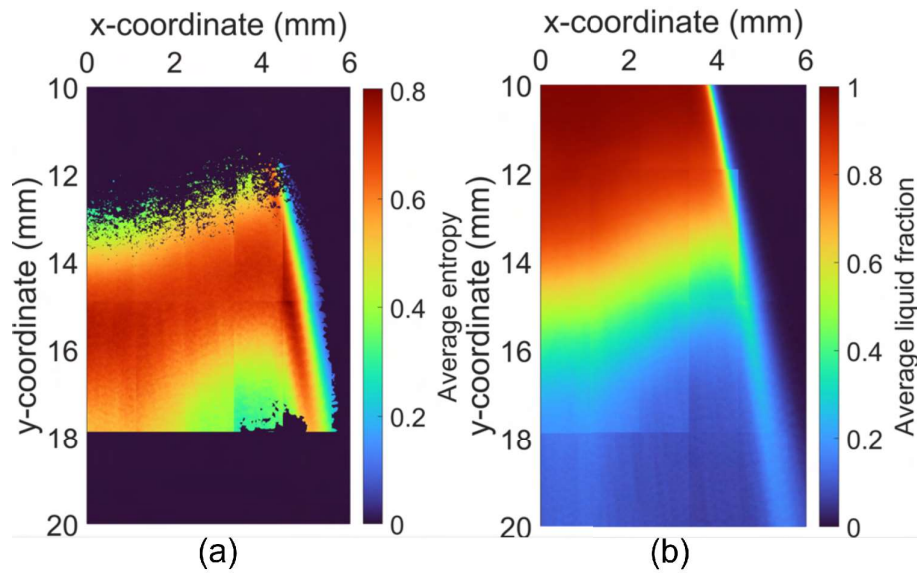 x-coordinate (mm)
0 2 4 6
10
12
14
16
18
20
y-coordinate (mm)
0.8
0.6
0.4
0.2
0
Average entropy
(a)
x-coordinate (mm)
0 2 4 6
10
12
14
16
18
20
y-coordinate (mm)
1
0.8
0.6
0.4
0.2
0
Average liquid fraction
(b)